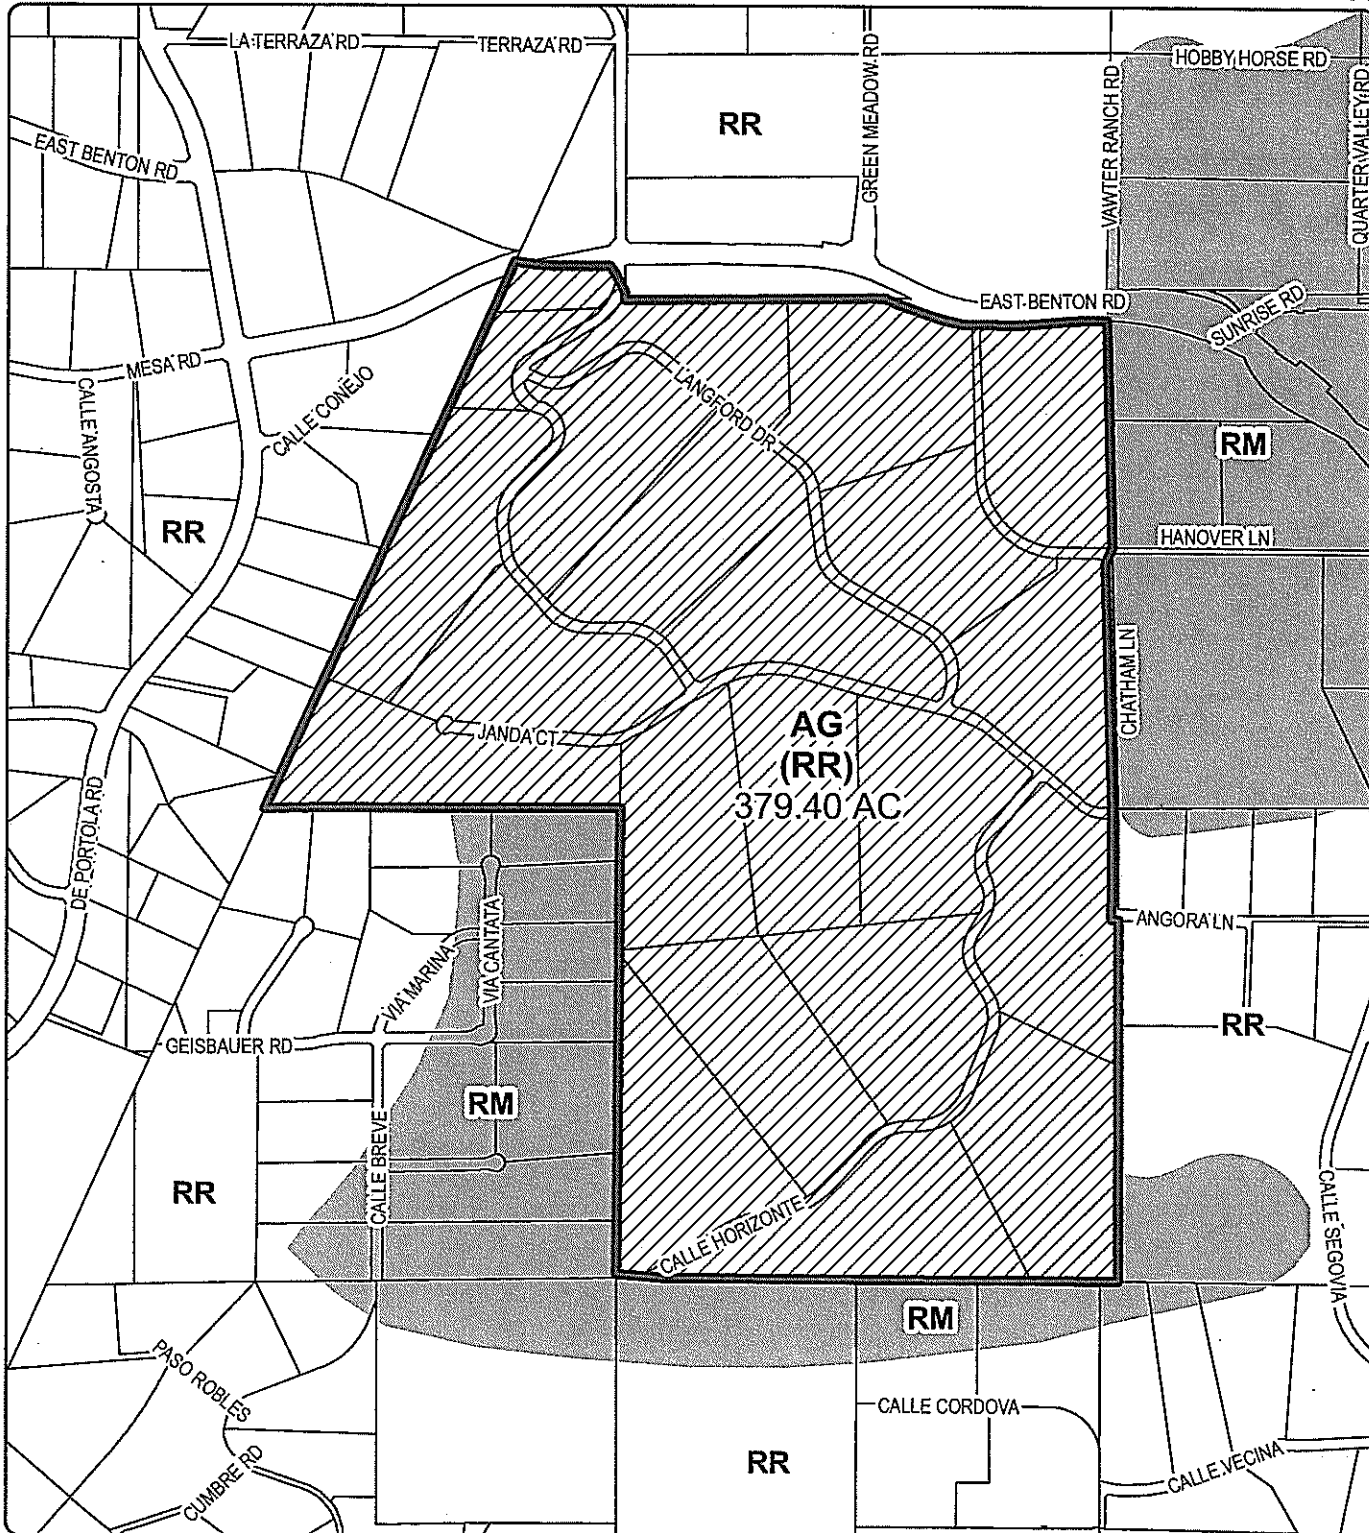 LA TERRAZA RD
TERRAZA RD
HOBBY HORSE RD
GREEN MEADOW RD
VAWTER RANCH RD
QUARTER VALLEY RD
RR
EAST BENTON RD
EAST BENTON RD
SUNRISE RD
MESA RD
CALLE CONEJO
CALLE ANGOSTA
LANGFORD DR
RM
RR
HANOVER LN
CHATHAM LN
JANDA CT
AG
(RR)
379.40 AC
DE PORTOLA RD
ANGORA LN
VIA MARINA
VIA CANTATA
GEISBAUER RD
RR
RM
CALLE BREVE
RR
CALLE HORIZONTE
CALLE SEGOVIA
RM
PASO ROBLES
CALLE CORDOVA
RR
CALLE VECINA
CUMBRE RD